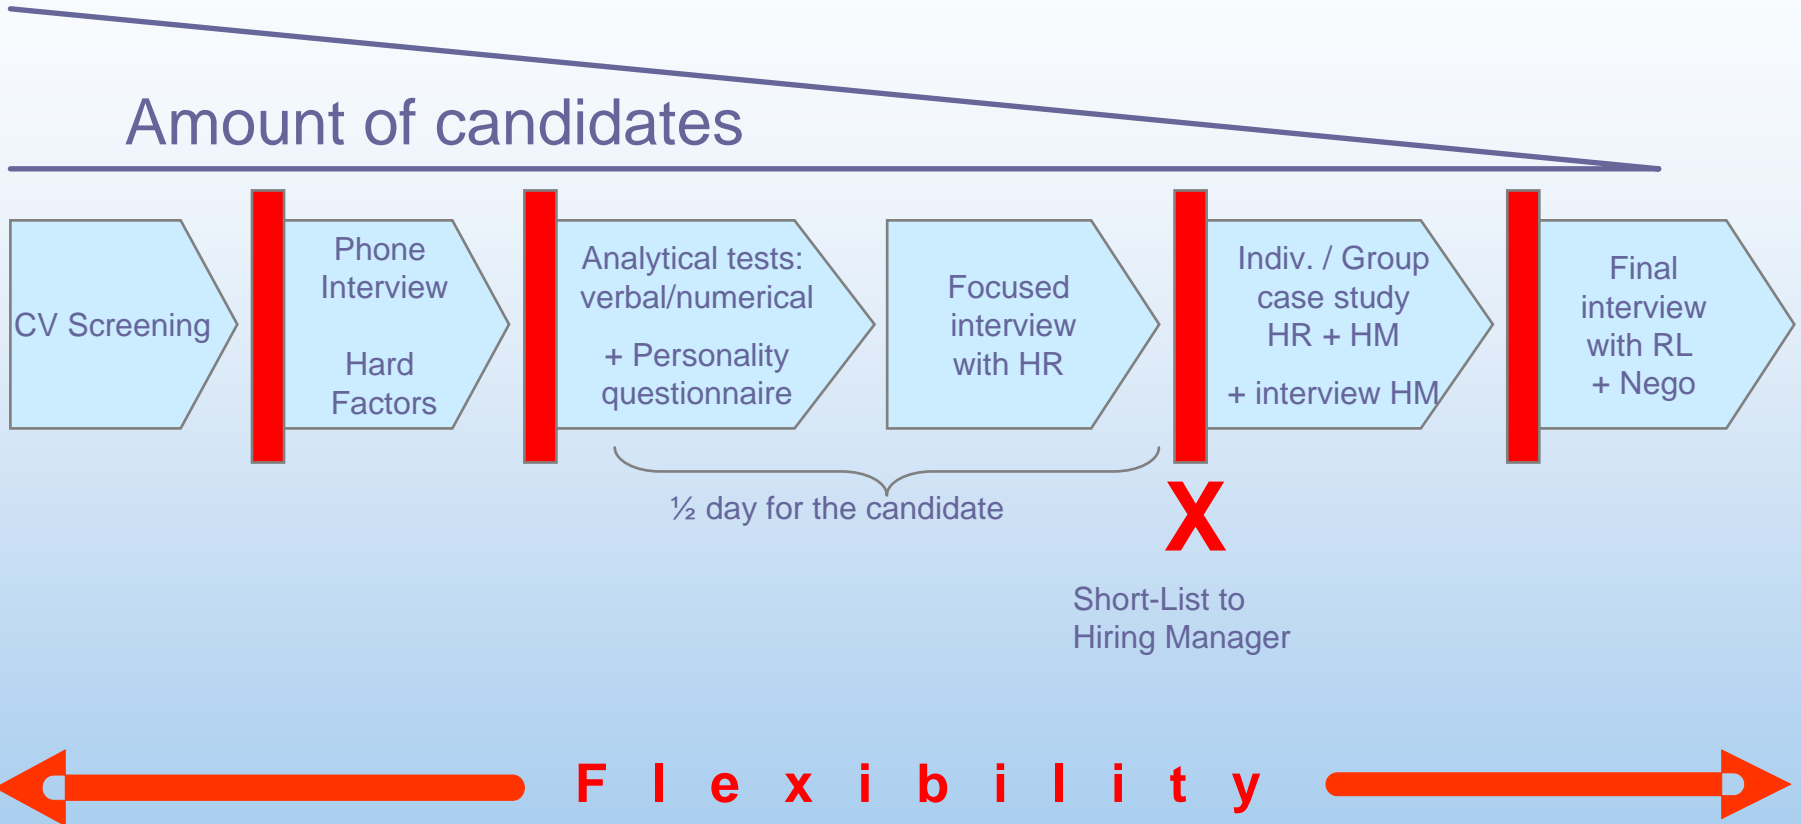 Amount of candidates
CV Screening
Phone
Interview
Hard
Factors
Analytical tests:
verbal/numerical
+ Personality
questionnaire
Focused
interview
with HR
Indiv. / Group
case study
HR + HM
+ interview HM
Final
interview
with RL
+ Nego
½ day for the candidate
X
Short-List to
Hiring Manager
F l e x i b i l i t y